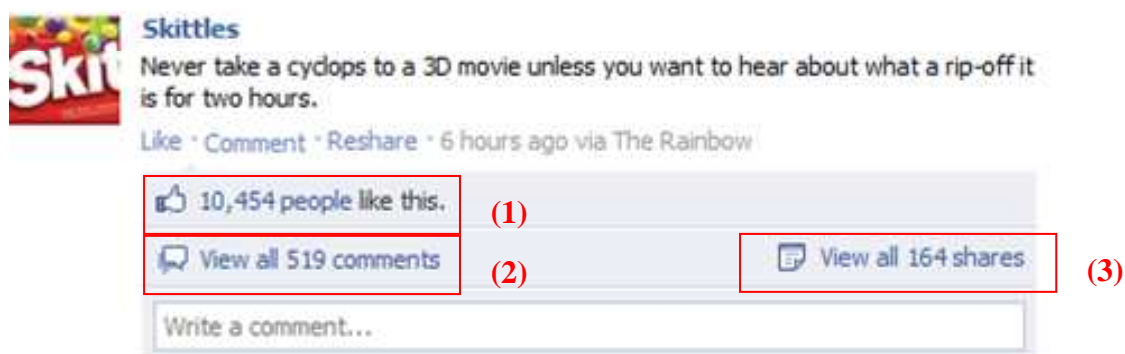 Skit
Skittles
Never take a cyclops to a 3D movie unless you want to hear about what a rip-off it
is for two hours.
Like · Comment · Reshare · 6 hours ago via The Rainbow
10,454 people like this.
(1)
View all 519 comments
(2)
View all 164 shares
(3)
Write a comment...